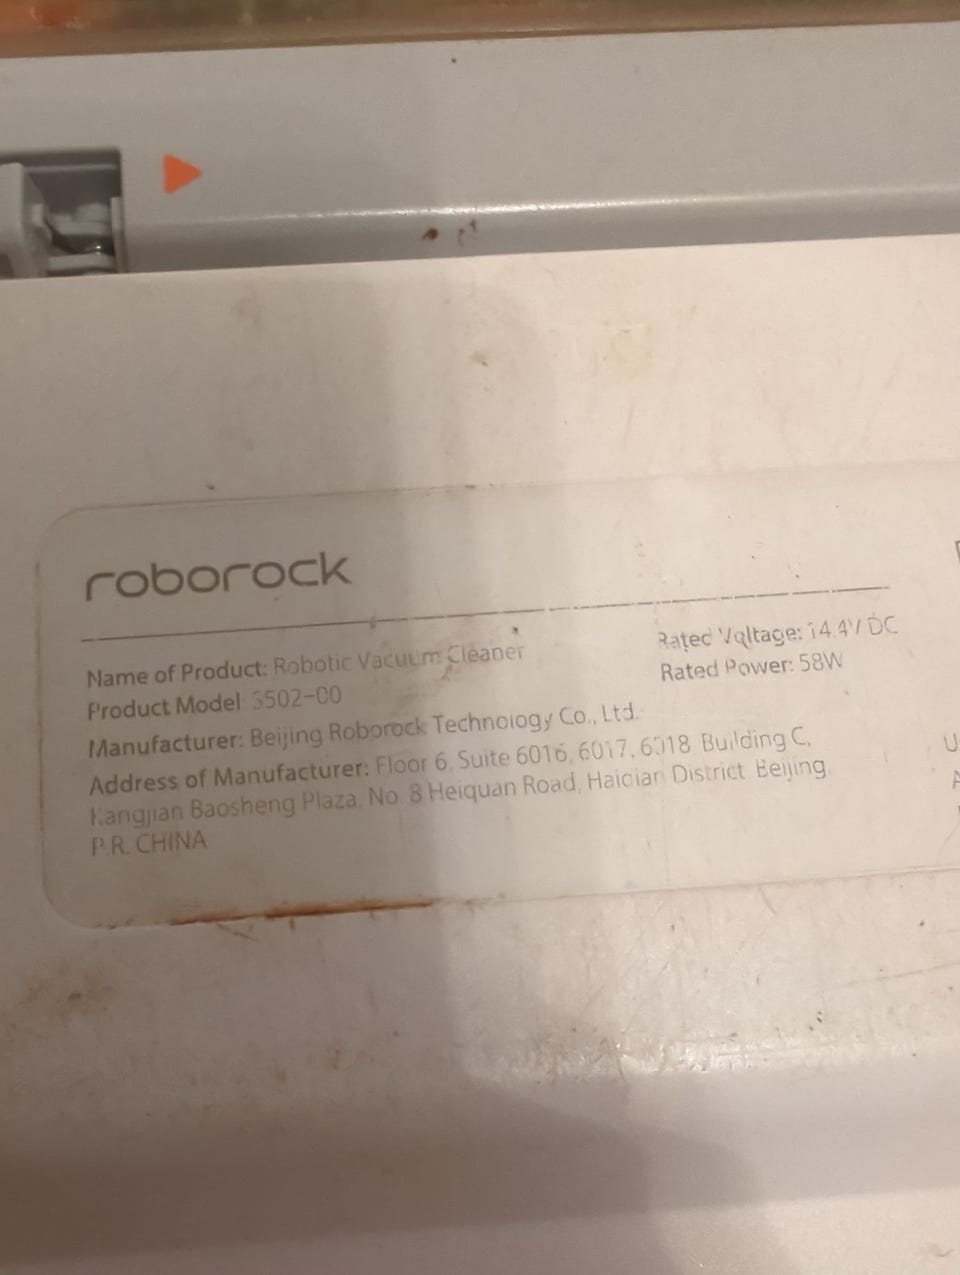 roborock
Name of Product: Robotic Vacuum Cleaner
Rated Voltage: 14.4V DC
Product Model S502-00
Rated Power: 58W
Manufacturer: Beijing Roborock Technology Co., Ltd.
Address of Manufacturer: Floor 6, Suite 6016, 6017, 6018 Building C,
Kangjian Baosheng Plaza, No. 8 Heiquan Road, Haidian District Beijing,
P.R. CHINA